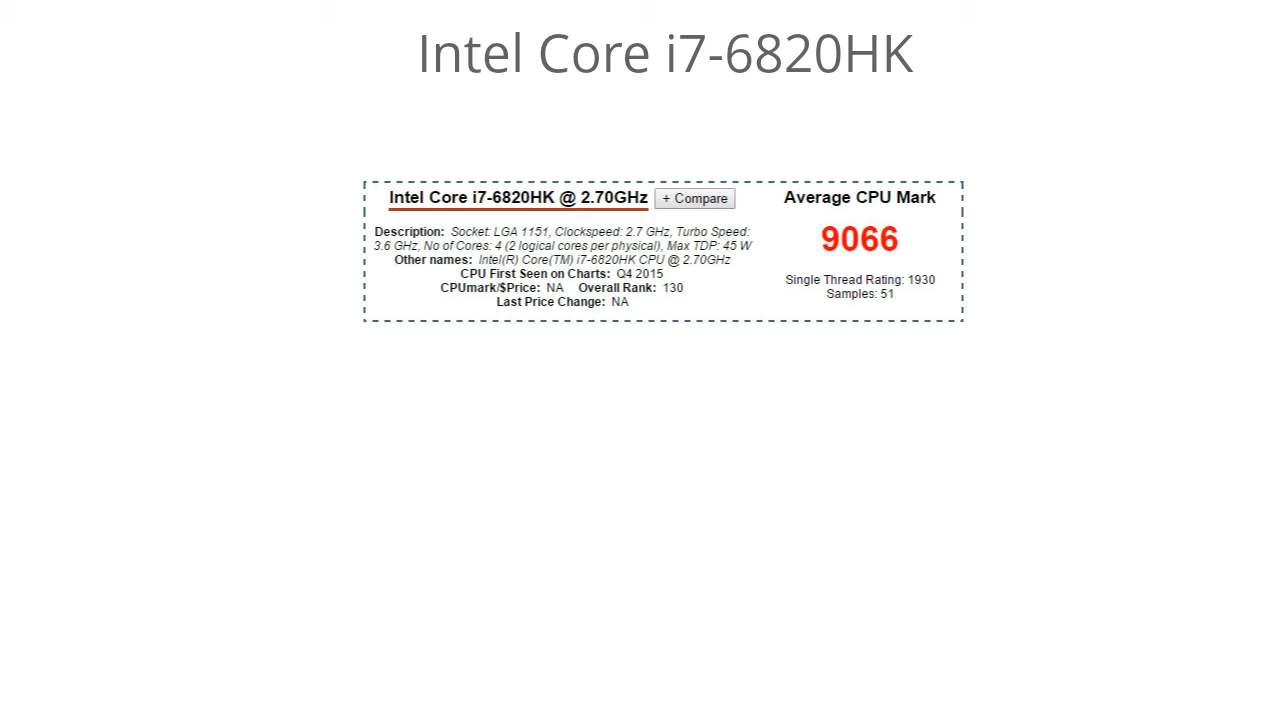 Intel Core i7-6820HK
Intel Core i7-6820HK @ 2.70GHz
+ Compare
Description: Socket: LGA 1151, Clockspeed: 2.7 GHz, Turbo Speed:
3.6 GHz, No of Cores: 4 (2 logical cores per physical), Max TDP: 45 W
Other names: Intel(R) Core(TM) i7-6820HK CPU @ 2.70GHz
CPU First Seen on Charts: Q4 2015
CPUmark/$Price: NA Overall Rank: 130
Last Price Change: NA
Average CPU Mark
9066
Single Thread Rating: 1930
Samples: 51